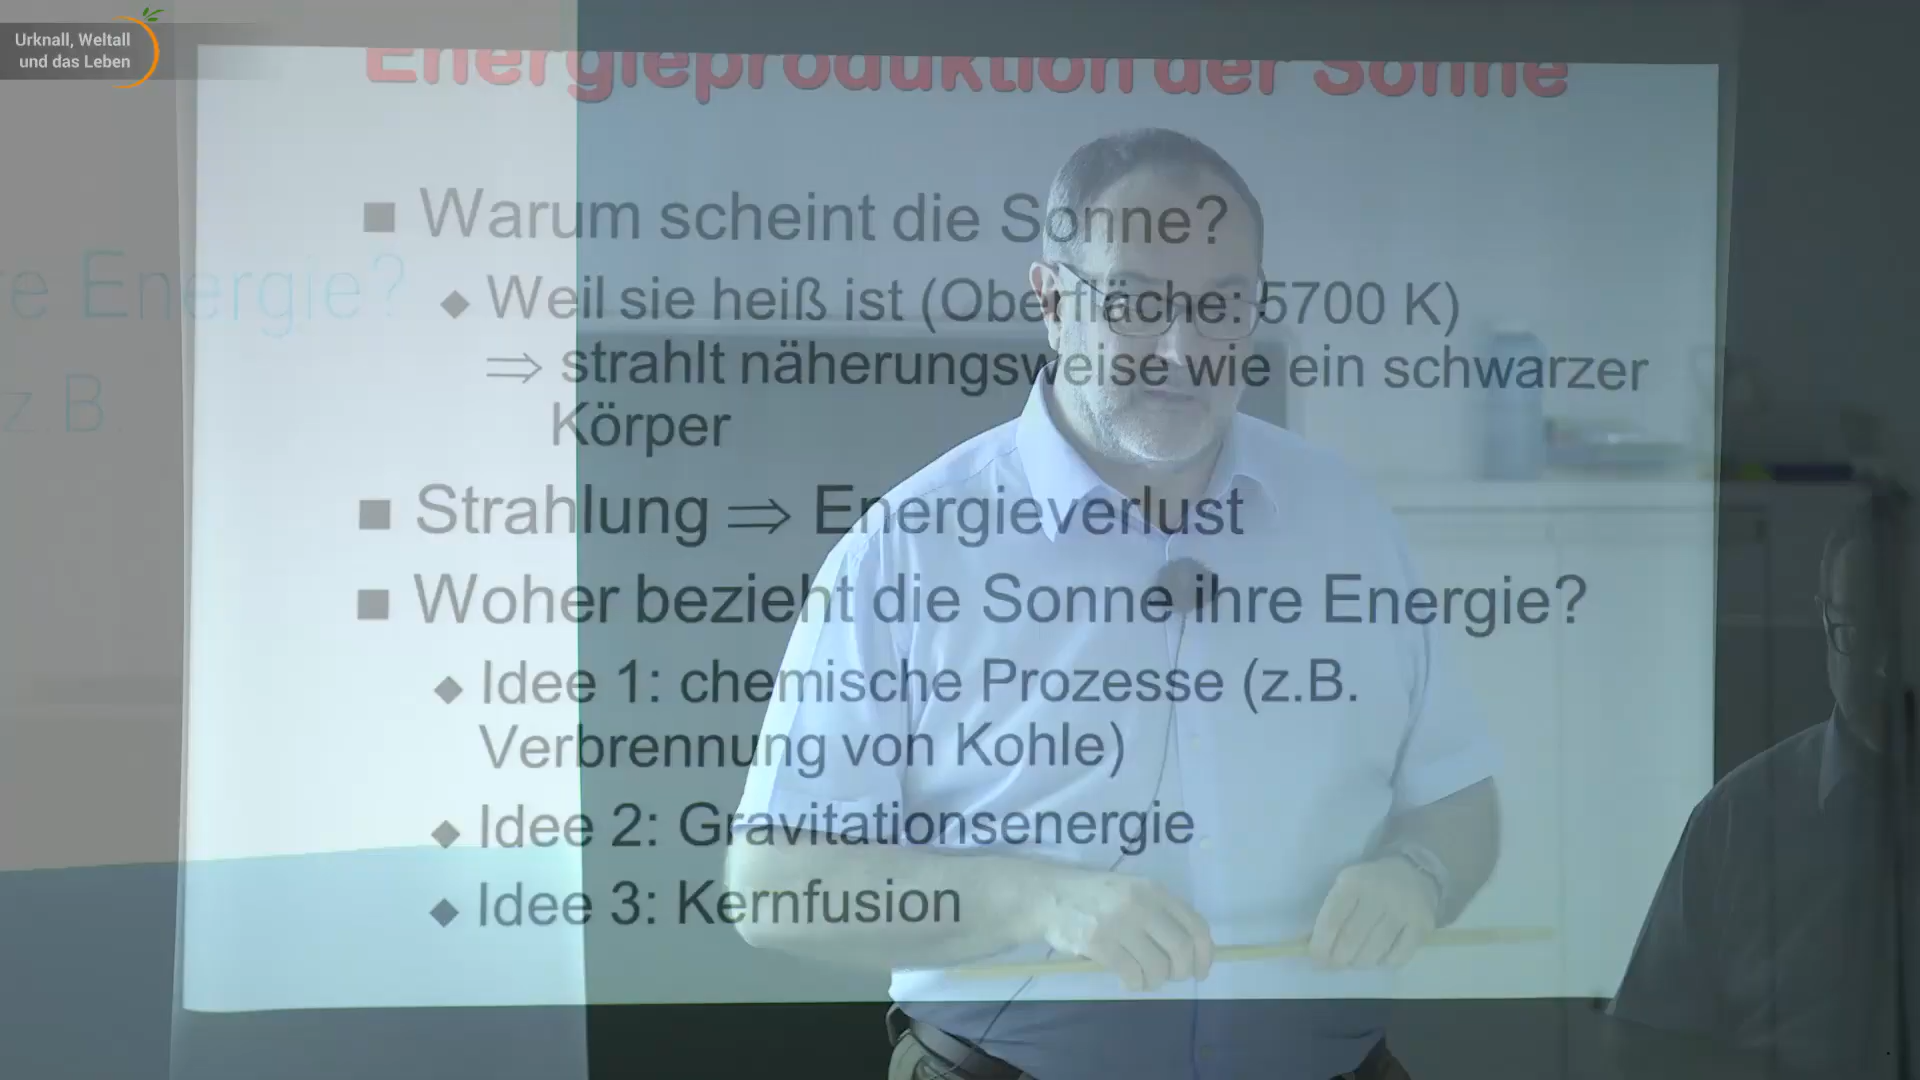 Urknall, Weltall
und das Leben
Energieproduktion der Sonne
■ Warum scheint die Sonne?
re Energie?
◆ Weil sie heiß ist (Oberfläche: 5700 K)
⇒ strahlt näherungsweise wie ein schwarzer
z.B.
Körper
■ Strahlung ⇒ Energieverlust
■ Woher bezieht die Sonne ihre Energie?
◆ Idee 1: chemische Prozesse (z.B.
Verbrennung von Kohle)
◆ Idee 2: Gravitationsenergie
◆ Idee 3: Kernfusion